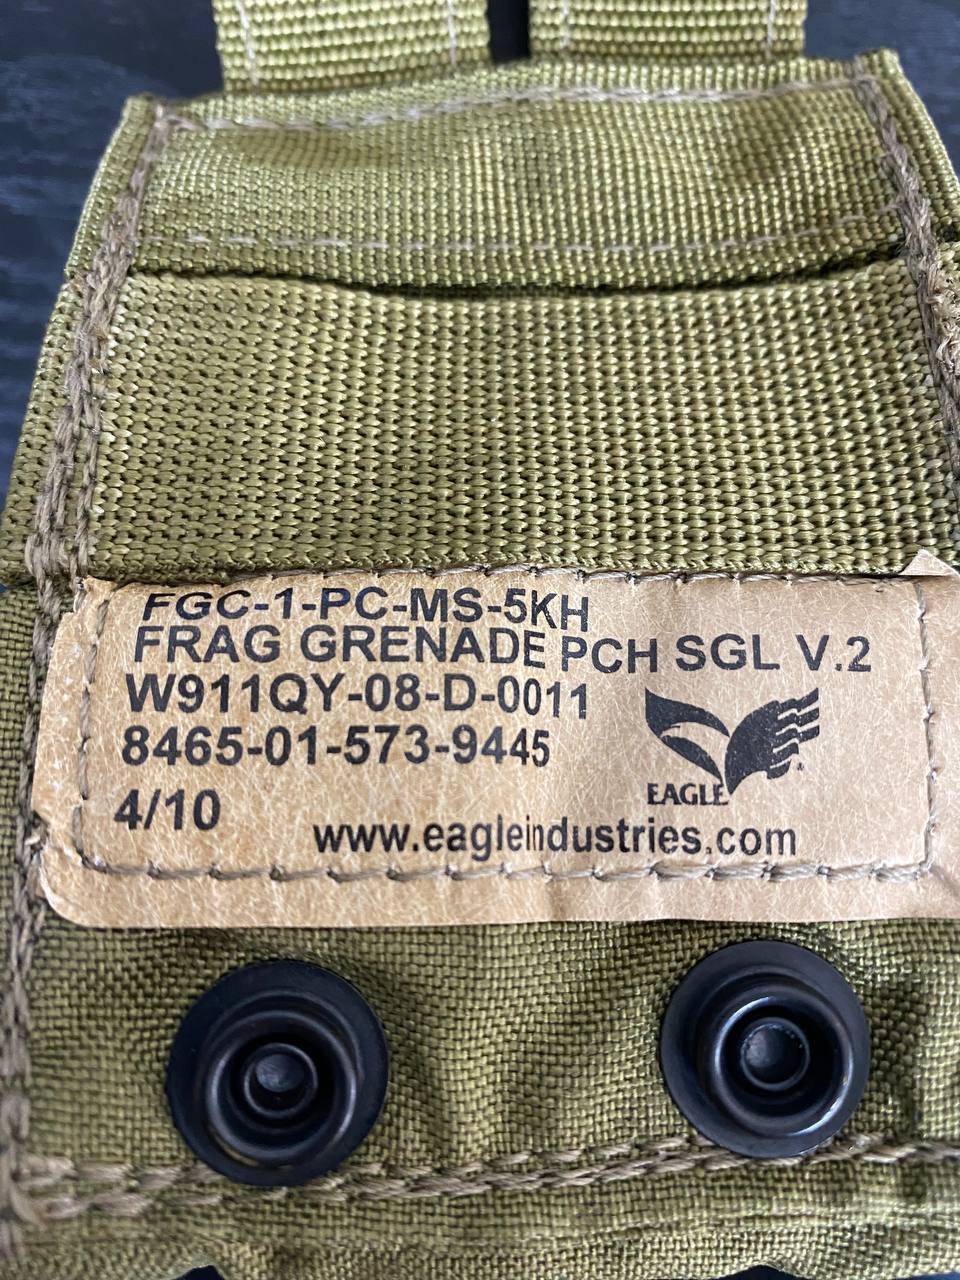 FGC-1-PC-MS-5KH
FRAG GRENADE PCH SGL V.2
W911QY-08-D-0011
8465-01-573-9445
EAGLE®
4/10
www.eagleindustries.com